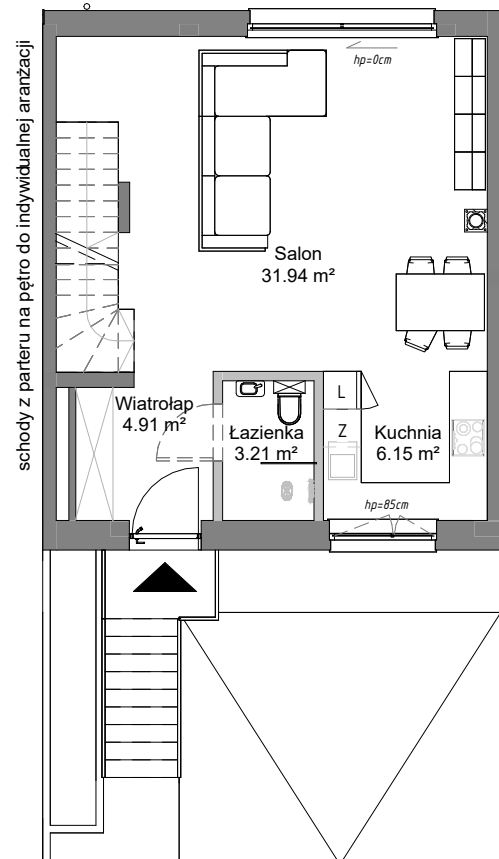 schody z parteru na pętro do indywidualnej aranżacji
hp=0cm
Salon
31.94 m²
Wiatrołap
4.91 m²
Łazienka
3.21 m²
L
Z
Kuchnia
6.15 m²
hp=85cm